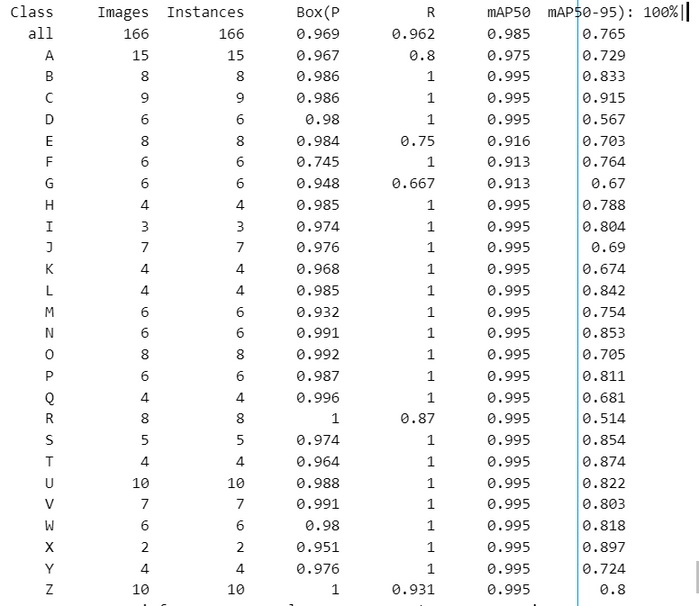 Class Images Instances Box(P R mAP50 mAP50-95): 100%|
all 166 166 0.969 0.962 0.985 0.765
A 15 15 0.967 0.8 0.975 0.729
B 8 8 0.986 1 0.995 0.833
C 9 9 0.986 1 0.995 0.915
D 6 6 0.98 1 0.995 0.567
E 8 8 0.984 0.75 0.916 0.703
F 6 6 0.745 1 0.913 0.764
G 6 6 0.948 0.667 0.913 0.67
H 4 4 0.985 1 0.995 0.788
I 3 3 0.974 1 0.995 0.804
J 7 7 0.976 1 0.995 0.69
K 4 4 0.968 1 0.995 0.674
L 4 4 0.985 1 0.995 0.842
M 6 6 0.932 1 0.995 0.754
N 6 6 0.991 1 0.995 0.853
O 8 8 0.992 1 0.995 0.705
P 6 6 0.987 1 0.995 0.811
Q 4 4 0.996 1 0.995 0.681
R 8 8 1 0.87 0.995 0.514
S 5 5 0.974 1 0.995 0.854
T 4 4 0.964 1 0.995 0.874
U 10 10 0.988 1 0.995 0.822
V 7 7 0.991 1 0.995 0.803
W 6 6 0.98 1 0.995 0.818
X 2 2 0.951 1 0.995 0.897
Y 4 4 0.976 1 0.995 0.724
Z 10 10 1 0.931 0.995 0.8